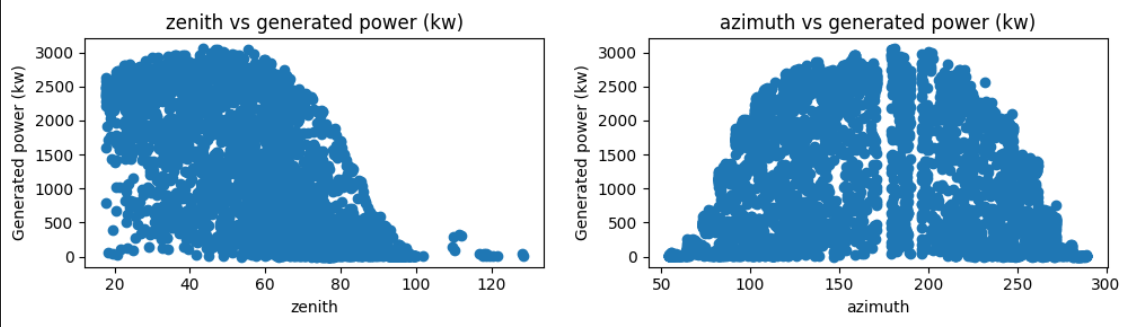 zenith vs generated power (kw)
Generated power (kw)
3000
2500
2000
1500
1000
500
0
20 40 60 80 100 120
zenith
azimuth vs generated power (kw)
Generated power (kw)
3000
2500
2000
1500
1000
500
0
50 100 150 200 250 300
azimuth